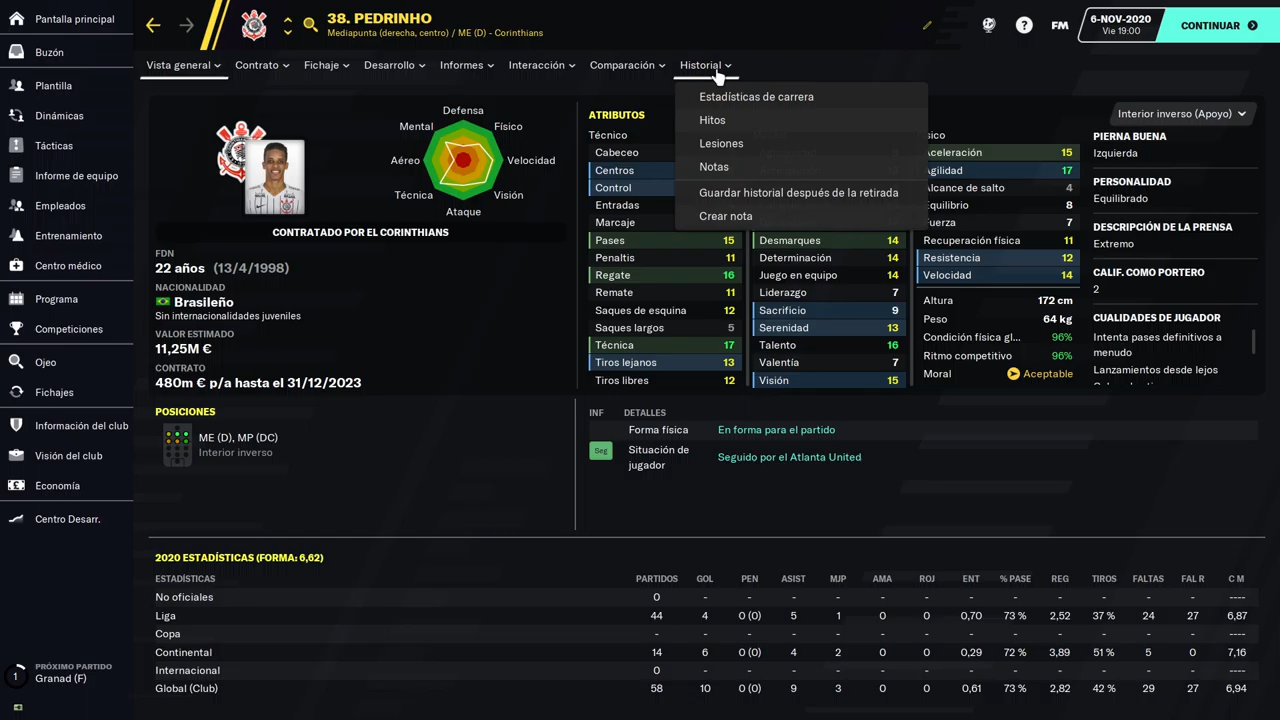 Pantalla principal
Buzón
Plantilla
Dinámicas
Tácticas
Informe de equipo
Empleados
Entrenamiento
Centro médico
Programa
Competiciones
Ojeo
Fichajes
Información del club
Visión del club
Economía
Centro Desarr.
1
PRÓXIMO PARTIDO
Granad (F)
38. PEDRINHO
Mediapunta (derecha, centro) / ME (D) - Corinthians
?
FM
6-NOV-2020
Vie 19:00
CONTINUAR
Vista general
Contrato
Fichaje
Desarrollo
Informes
Interacción
Comparación
Historial
Estadísticas de carrera
Hitos
Lesiones
Notas
Guardar historial después de la retirada
Crear nota
Defensa
Mental
Físico
Aéreo
Velocidad
Técnica
Visión
Ataque
CONTRATADO POR EL CORINTHIANS
FDN
22 años (13/4/1998)
NACIONALIDAD
Brasileño
Sin internacionalidades juveniles
VALOR ESTIMADO
11,25M €
CONTRATO
480m € p/a hasta el 31/12/2023
ATRIBUTOS
Técnico
Cabeceo
Centros
Control
Entradas
Marcaje
Pases 15
Penaltis 11
Regate 16
Remate 11
Saques de esquina 12
Saques largos 5
Técnica 17
Tiros lejanos 13
Tiros libres 12
Desmarques 14
Determinación 14
Juego en equipo 14
Liderazgo 7
Sacrificio 9
Serenidad 13
Talento 16
Valentía 7
Visión 15
Aceleración 15
Agilidad 17
Alcance de salto 4
Equilibrio 8
Fuerza 7
Recuperación física 11
Resistencia 12
Velocidad 14
Altura 172 cm
Peso 64 kg
Condición física gl... 96%
Ritmo competitivo 96%
Moral Aceptable
Interior inverso (Apoyo)
PIERNA BUENA
Izquierda
PERSONALIDAD
Equilibrado
DESCRIPCIÓN DE LA PRENSA
Extremo
CALIF. COMO PORTERO
2
CUALIDADES DE JUGADOR
Intenta pases definitivos a
menudo
Lanzamientos desde lejos
POSICIONES
ME (D), MP (DC)
Interior inverso
INF DETALLES
Forma física En forma para el partido
Seg Situación de
jugador Seguido por el Atlanta United
2020 ESTADÍSTICAS (FORMA: 6,62)
ESTADÍSTICAS PARTIDOS GOL PEN ASIST MJP AMA ROJ ENT % PASE REG TIROS FALTAS FAL R C M
No oficiales 0 - - - - - - - - - - - - ----
Liga 44 4 0 (0) 5 1 0 0 0,70 73 % 2,52 37 % 24 27 6,87
Copa - - - - - - - - - - - - - ----
Continental 14 6 0 (0) 4 2 0 0 0,29 72 % 3,89 51 % 5 0 7,16
Internacional 0 - - - - - - - - - - - - ----
Global (Club) 58 10 0 (0) 9 3 0 0 0,61 73 % 2,82 42 % 29 27 6,94